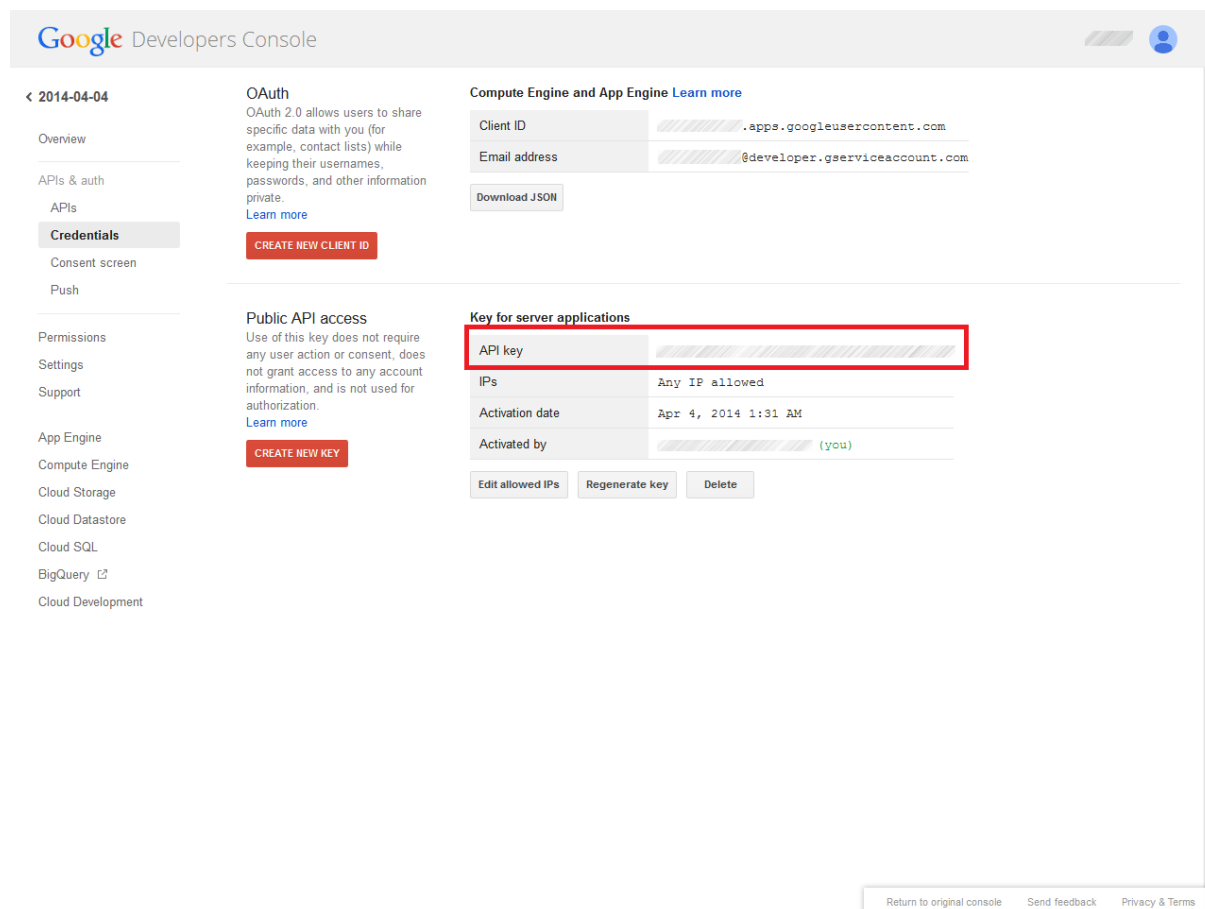 Google Developers Console
2014-04-04
Overview
APIs & auth
APIs
Credentials
Consent screen
Push
Permissions
Settings
Support
App Engine
Compute Engine
Cloud Storage
Cloud Datastore
Cloud SQL
BigQuery
Cloud Development
OAuth
OAuth 2.0 allows users to share
specific data with you (for
example, contact lists) while
keeping their usernames,
passwords, and other information
private.
Learn more
CREATE NEW CLIENT ID
Compute Engine and App Engine Learn more
Client ID .apps.googleusercontent.com
Email address @developer.gserviceaccount.com
Download JSON
Public API access
Use of this key does not require
any user action or consent, does
not grant access to any account
information, and is not used for
authorization.
Learn more
CREATE NEW KEY
Key for server applications
API key
IPs Any IP allowed
Activation date Apr 4, 2014 1:31 AM
Activated by (you)
Edit allowed IPs Regenerate key Delete
Return to original console Send feedback Privacy & Terms